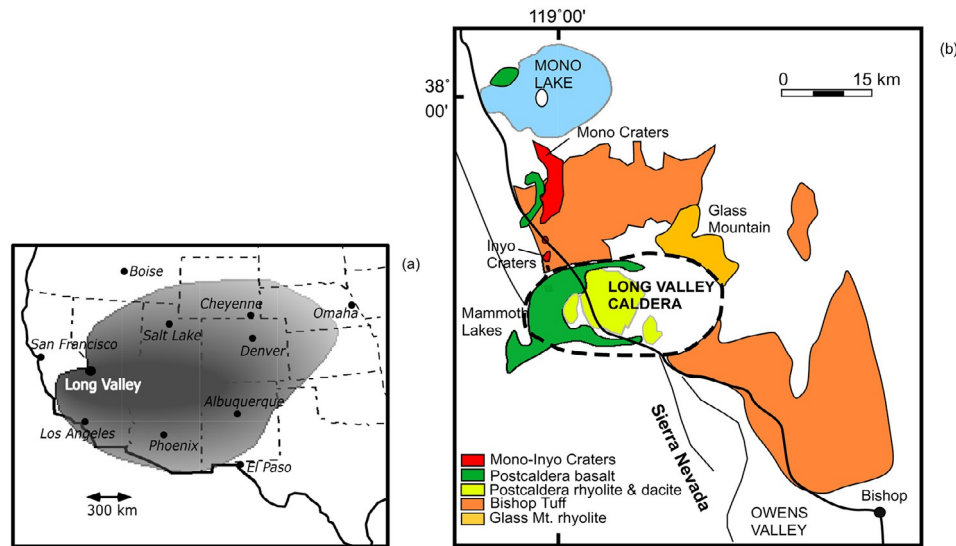 (a)
Boise
Cheyenne
Omaha
Salt Lake
San Francisco
Denver
Long Valley
Albuquerque
Los Angeles
Phoenix
El Paso
300 km
119°00'
(b)
MONO
LAKE
0 15 km
38°
00'
Mono Craters
Glass
Mountain
Inyo
Craters
LONG VALLEY
CALDERA
Mammoth
Lakes
Sierra Nevada
Mono-Inyo Craters
Postcaldera basalt
Postcaldera rhyolite & dacite
Bishop Tuff
Glass Mt. rhyolite
Bishop
OWENS
VALLEY